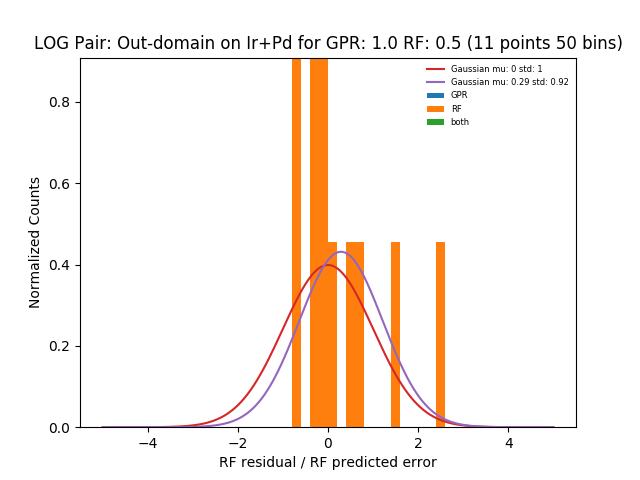 LOG Pair: Out-domain on Ir+Pd for GPR: 1.0 RF: 0.5 (11 points 50 bins)
Gaussian mu: 0 std: 1
Gaussian mu: 0.29 std: 0.92
GPR
RF
both
Normalized Counts
0.8
0.6
0.4
0.2
0.0
−4
−2
0
2
4
RF residual / RF predicted error